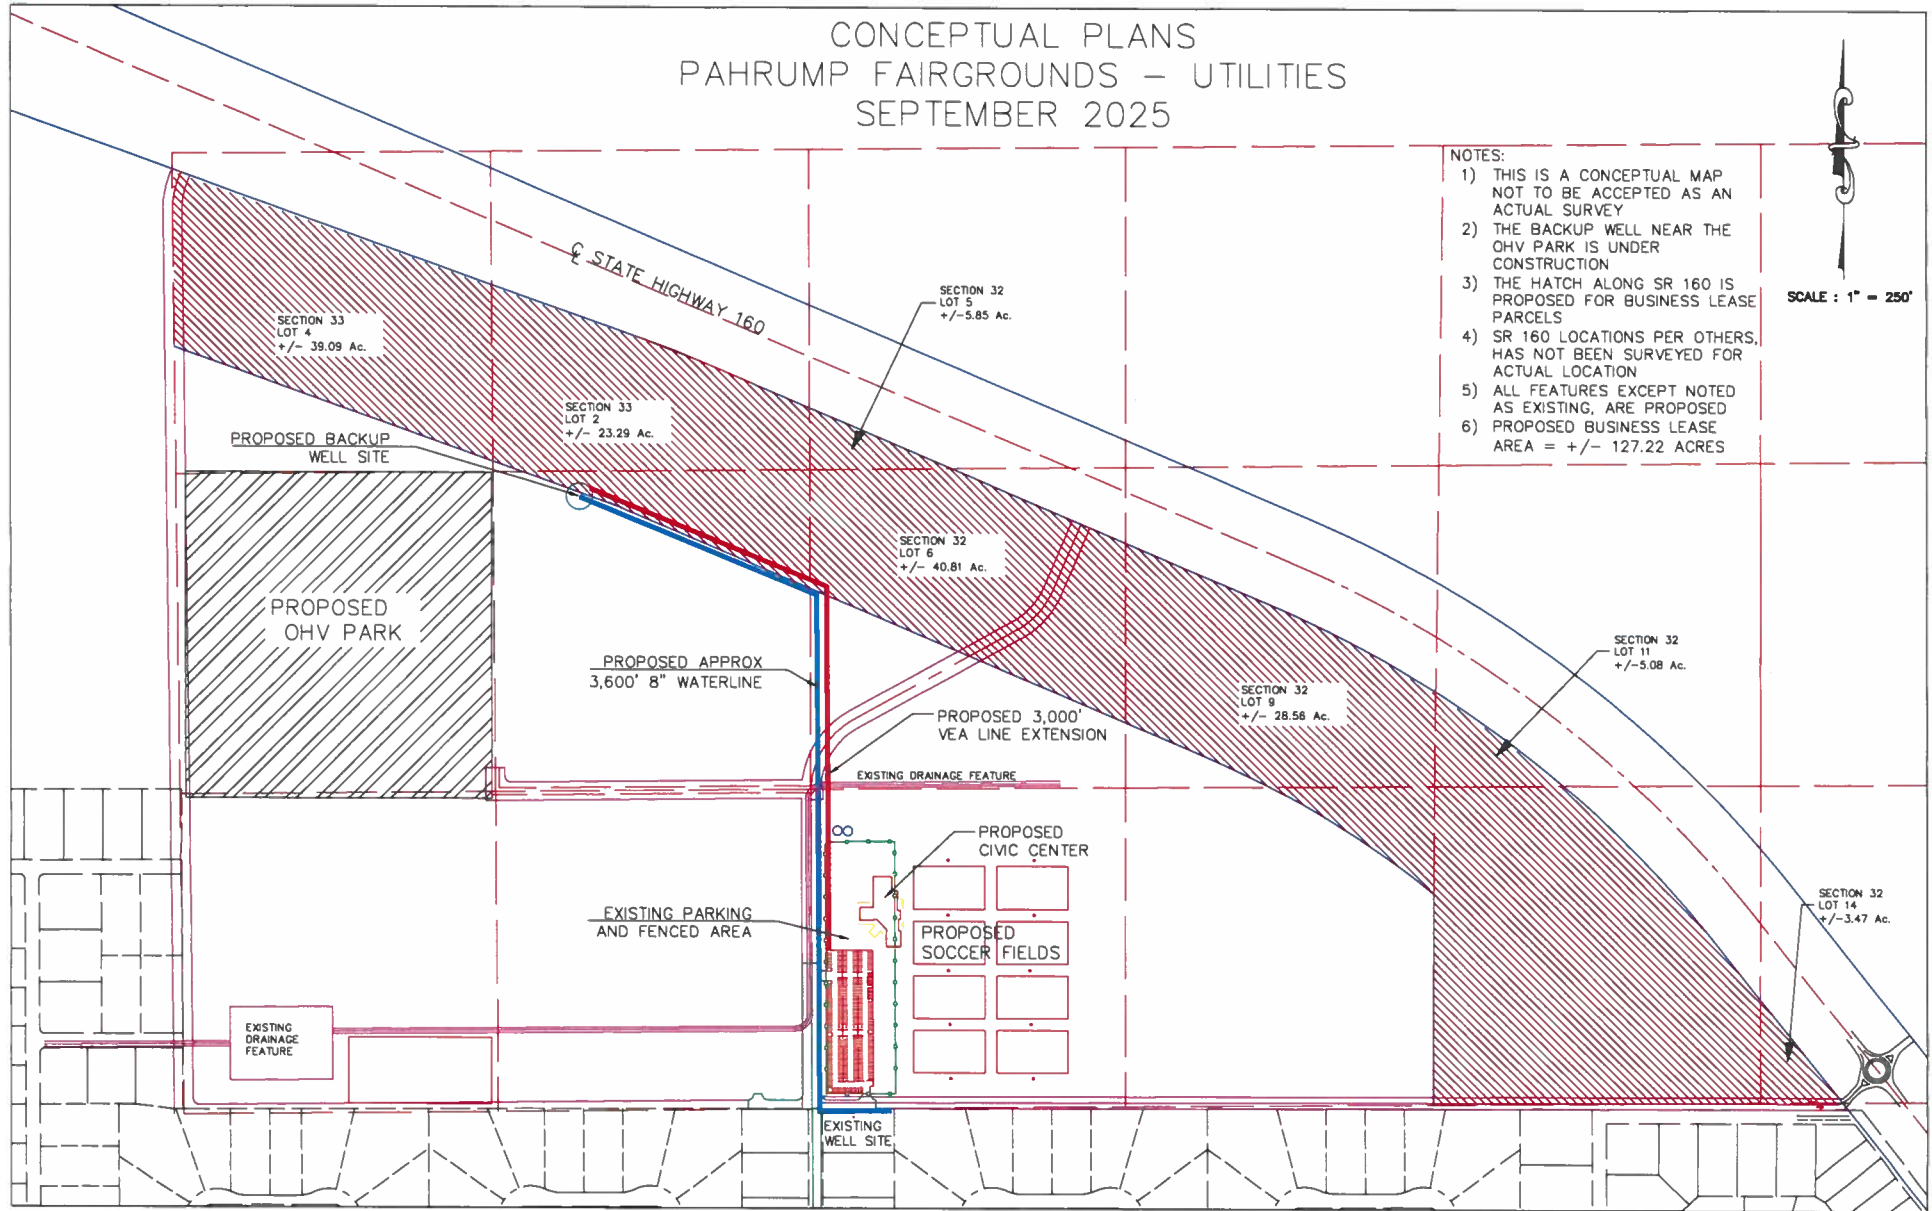 CONCEPTUAL PLANS
PAHRUMP FAIRGROUNDS – UTILITIES
SEPTEMBER 2025
NOTES:
1) THIS IS A CONCEPTUAL MAP
NOT TO BE ACCEPTED AS AN
ACTUAL SURVEY
2) THE BACKUP WELL NEAR THE
OHV PARK IS UNDER
CONSTRUCTION
3) THE HATCH ALONG SR 160 IS
PROPOSED FOR BUSINESS LEASE
PARCELS
4) SR 160 LOCATIONS PER OTHERS,
HAS NOT BEEN SURVEYED FOR
ACTUAL LOCATION
5) ALL FEATURES EXCEPT NOTED
AS EXISTING, ARE PROPOSED
6) PROPOSED BUSINESS LEASE
AREA = +/– 127.22 ACRES
SCALE : 1" = 250'
℄ STATE HIGHWAY 160
SECTION 32
LOT 5
+/–5.85 Ac.
SECTION 33
LOT 4
+/– 39.09 Ac.
SECTION 33
LOT 2
+/– 23.29 Ac.
PROPOSED BACKUP
WELL SITE
SECTION 32
LOT 6
+/– 40.81 Ac.
PROPOSED
OHV PARK
PROPOSED APPROX
3,600' 8" WATERLINE
SECTION 32
LOT 11
+/–5.08 Ac.
SECTION 32
LOT 9
+/– 28.56 Ac.
PROPOSED 3,000'
VEA LINE EXTENSION
EXISTING DRAINAGE FEATURE
PROPOSED
CIVIC CENTER
SECTION 32
LOT 14
+/–3.47 Ac.
EXISTING PARKING
AND FENCED AREA
PROPOSED
SOCCER FIELDS
EXISTING
DRAINAGE
FEATURE
EXISTING
WELL SITE